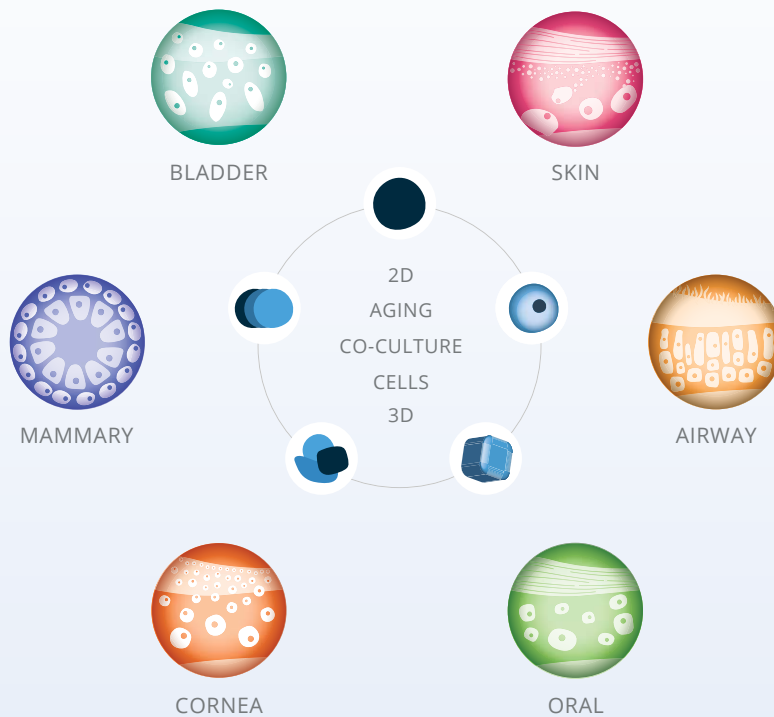 BLADDER
SKIN
2D
AGING
CO-CULTURE
CELLS
3D
MAMMARY
AIRWAY
CORNEA
ORAL